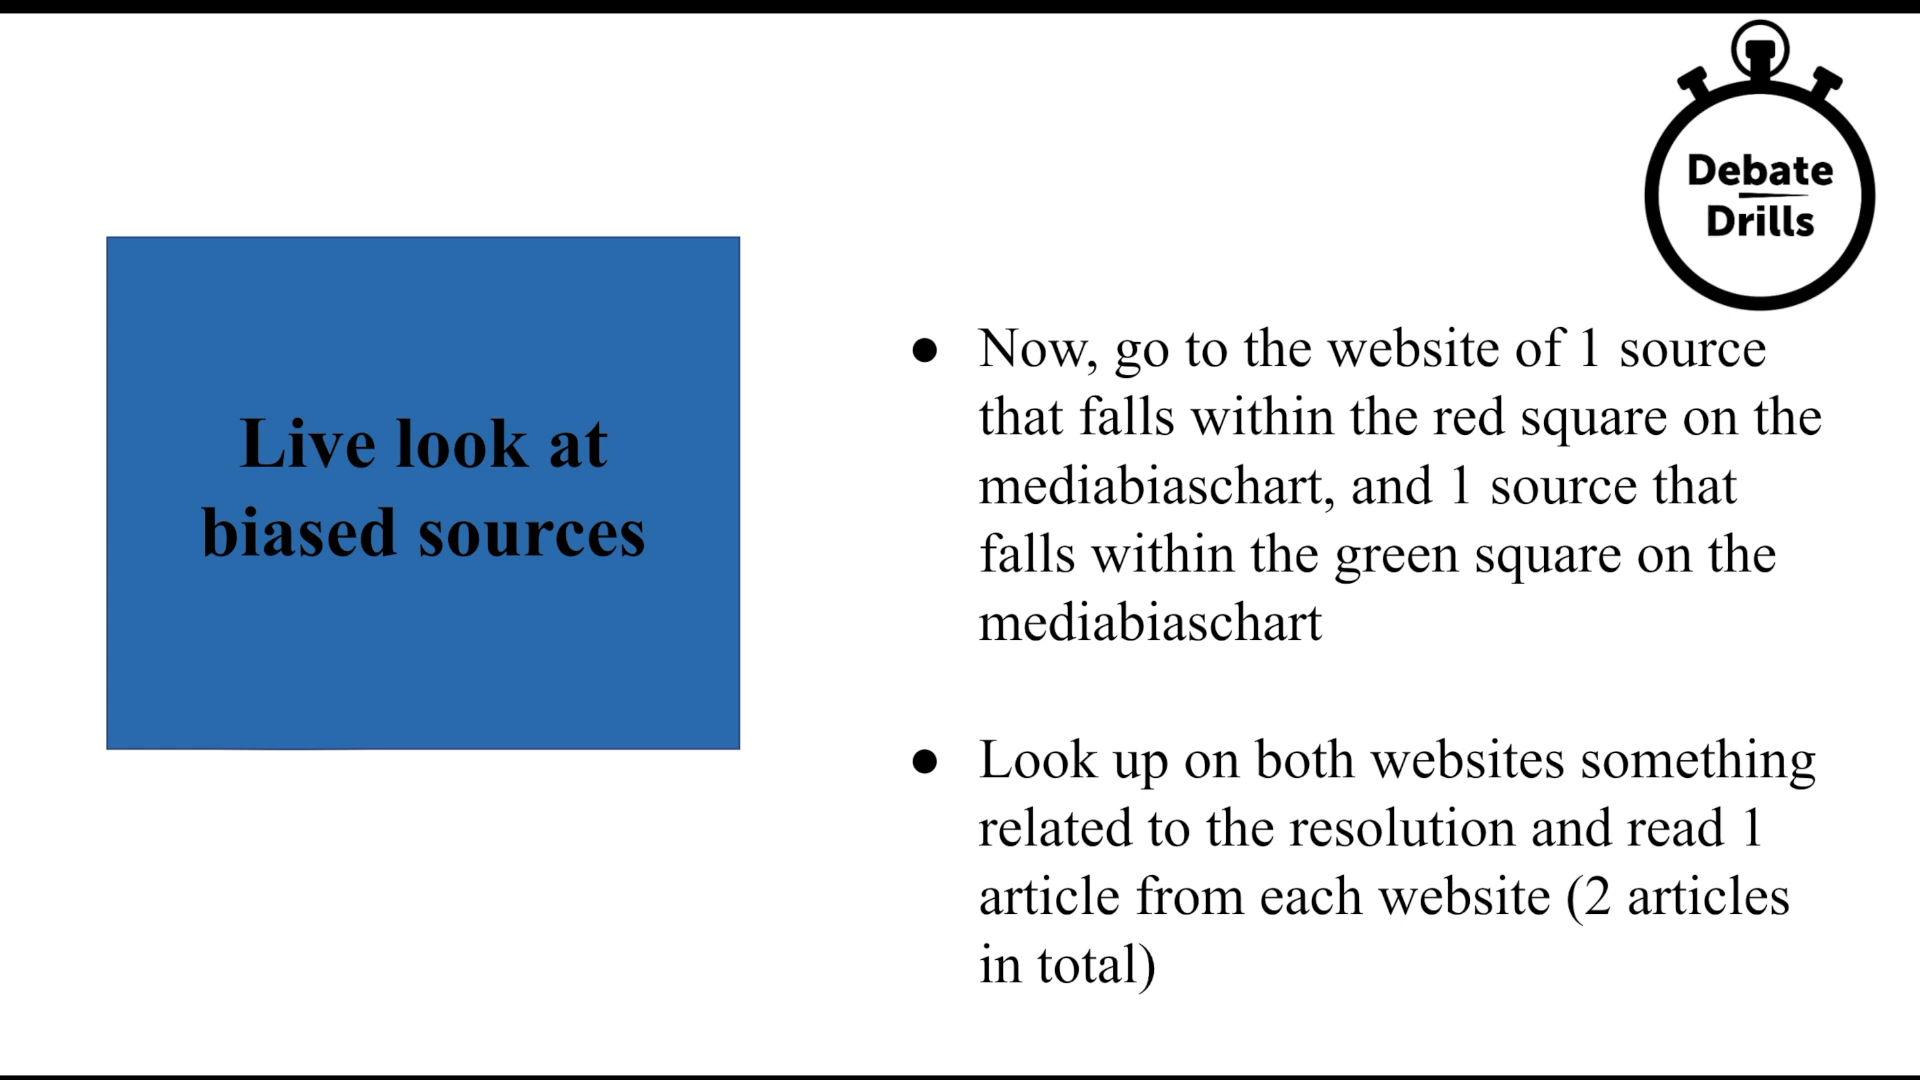 Debate
Drills
Live look at
biased sources
● Now, go to the website of 1 source
that falls within the red square on the
mediabiaschart, and 1 source that
falls within the green square on the
mediabiaschart
● Look up on both websites something
related to the resolution and read 1
article from each website (2 articles
in total)